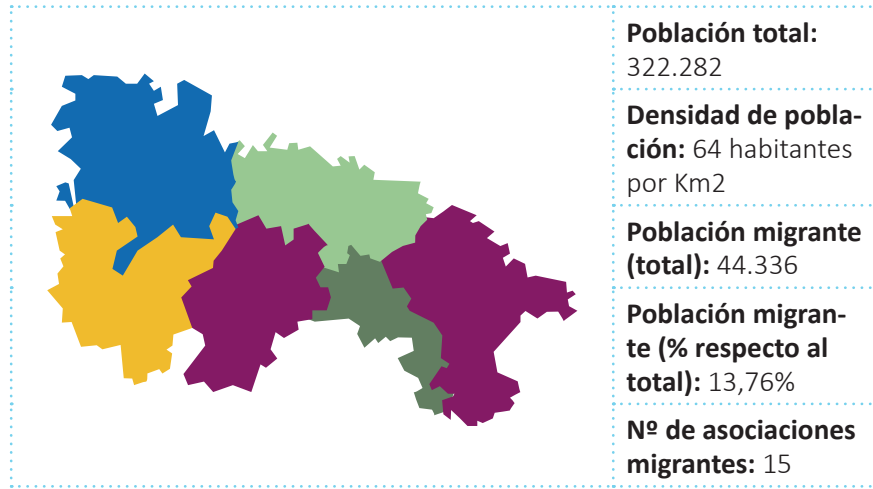 Población total:
322.282
Densidad de pobla-
ción: 64 habitantes
por Km2
Población migrante
(total): 44.336
Población migran-
te (% respecto al
total): 13,76%
Nº de asociaciones
migrantes: 15